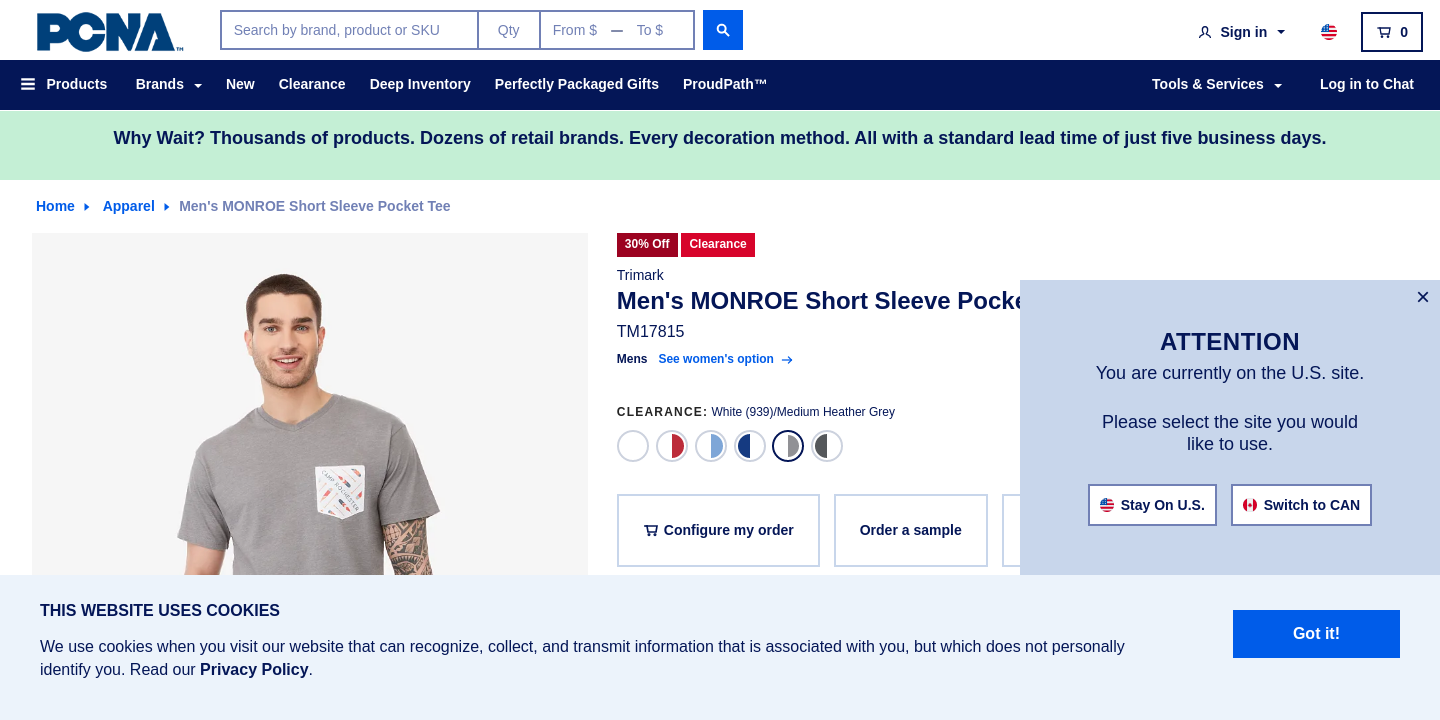 PCNA™
Search by brand, product or SKU
Qty
From $ — To $
Sign in
0
Products
Brands
New
Clearance
Deep Inventory
Perfectly Packaged Gifts
ProudPath™
Tools & Services
Log in to Chat
Why Wait? Thousands of products. Dozens of retail brands. Every decoration method. All with a standard lead time of just five business days.
Home
Apparel
Men's MONROE Short Sleeve Pocket Tee
30% Off
Clearance
Trimark
Men's MONROE Short Sleeve Pocke
TM17815
Mens
See women's option →
CLEARANCE: White (939)/Medium Heather Grey
Configure my order
Order a sample
CAMP ROCHESTER
×
ATTENTION
You are currently on the U.S. site.
Please select the site you would
like to use.
Stay On U.S.
Switch to CAN
THIS WEBSITE USES COOKIES
We use cookies when you visit our website that can recognize, collect, and transmit information that is associated with you, but which does not personally
identify you. Read our Privacy Policy.
Got it!